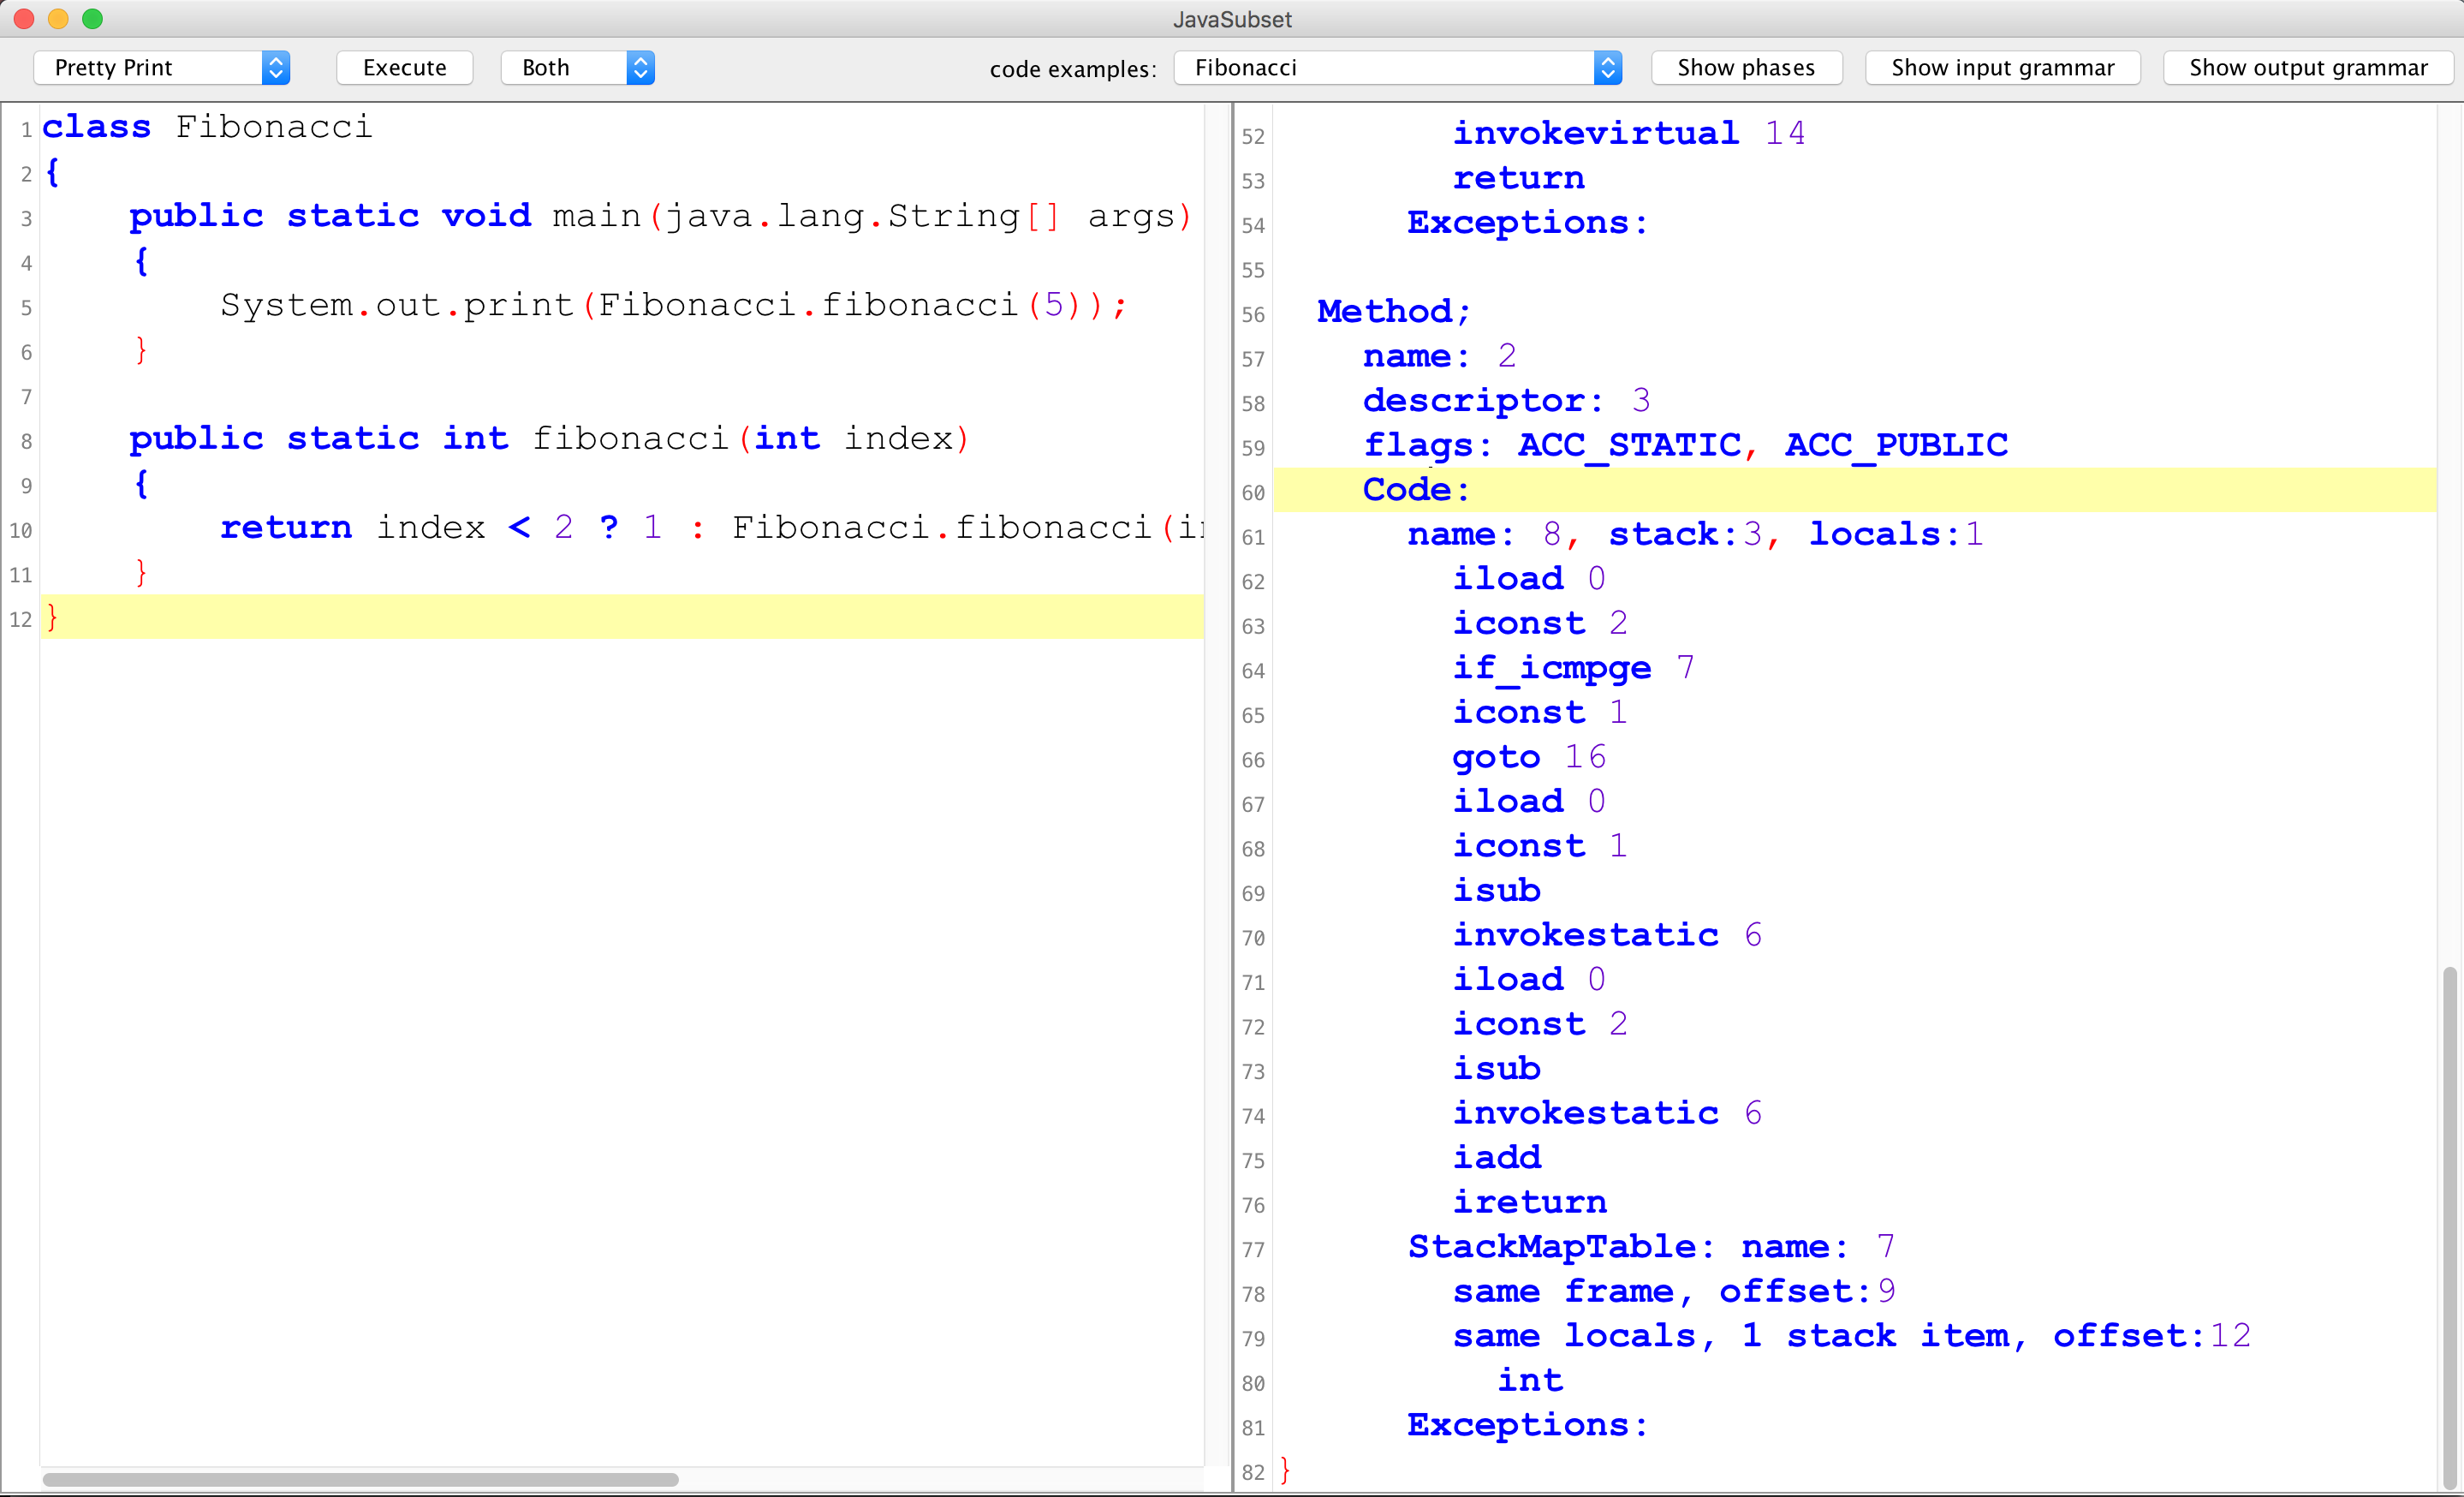 JavaSubset
Pretty Print Execute Both code examples: Fibonacci Show phases Show input grammar Show output grammar
1 class Fibonacci
2 {
3 public static void main(java.lang.String[] args)
4 {
5 System.out.print(Fibonacci.fibonacci(5));
6 }
7
8 public static int fibonacci(int index)
9 {
10 return index < 2 ? 1 : Fibonacci.fibonacci(i
11 }
12 }
52 invokevirtual 14
53 return
54 Exceptions:
55
56 Method;
57 name: 2
58 descriptor: 3
59 flags: ACC_STATIC, ACC_PUBLIC
60 Code:
61 name: 8, stack:3, locals:1
62 iload 0
63 iconst 2
64 if_icmpge 7
65 iconst 1
66 goto 16
67 iload 0
68 iconst 1
69 isub
70 invokestatic 6
71 iload 0
72 iconst 2
73 isub
74 invokestatic 6
75 iadd
76 ireturn
77 StackMapTable: name: 7
78 same frame, offset:9
79 same locals, 1 stack item, offset:12
80 int
81 Exceptions:
82 }